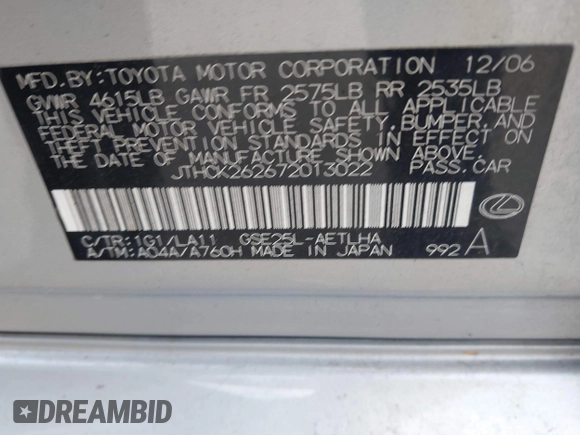 MFD.BY:TOYOTA MOTOR CORPORATION 12/06
GVWR 4615LB GAWR FR 2575LB RR 2535LB
THIS VEHICLE CONFORMS TO ALL APPLICABLE
FEDERAL MOTOR VEHICLE SAFETY, BUMPER, AND
THEFT PREVENTION STANDARDS IN EFFECT ON
THE DATE OF MANUFACTURE SHOWN ABOVE.
JTHCK262672013022 PASS.CAR
C/TR:1G1/LA11 GSE25L-AETLHA
A/TM:A04A/A760H MADE IN JAPAN 992 A
DREAMBID